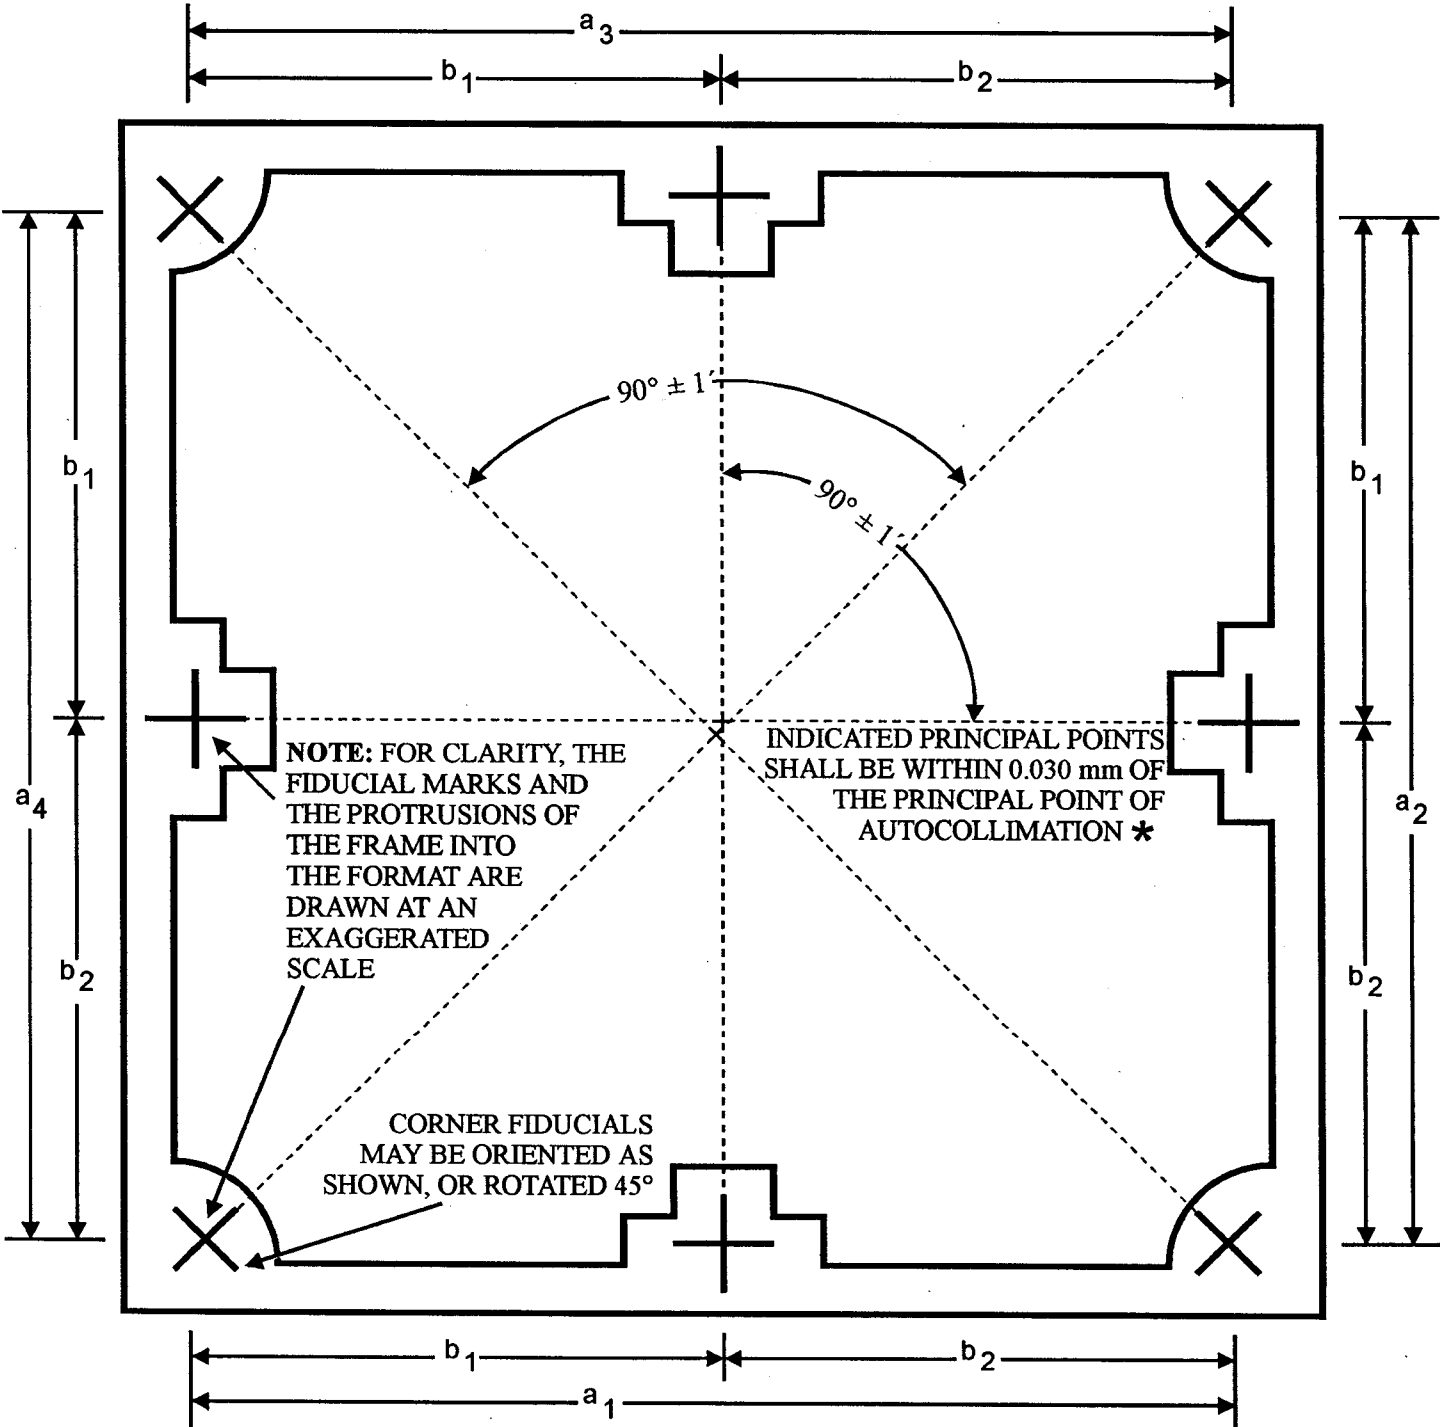 a3
b1
b2
90° ± 1´
90° ± 1´
b1
b1
NOTE: FOR CLARITY, THE
FIDUCIAL MARKS AND
THE PROTRUSIONS OF
THE FRAME INTO
THE FORMAT ARE
DRAWN AT AN
EXAGGERATED
SCALE
INDICATED PRINCIPAL POINTS
SHALL BE WITHIN 0.030 mm OF
THE PRINCIPAL POINT OF
AUTOCOLLIMATION *
a4
a2
b2
b2
CORNER FIDUCIALS
MAY BE ORIENTED AS
SHOWN, OR ROTATED 45°
b1
b2
a1